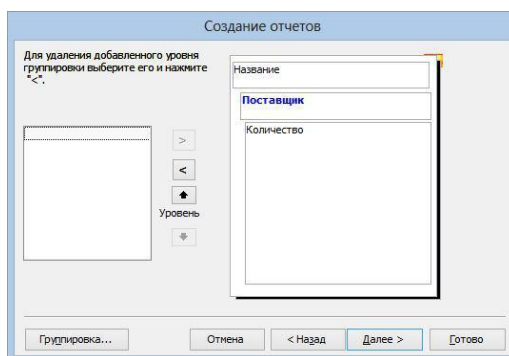 Создание отчетов
Для удаления добавленного уровня
группировки выберите его и нажмите
"<".
Название
Поставщик
Количество
>
<
Уровень
Группировка...
Отмена
< Назад
Далее >
Готово